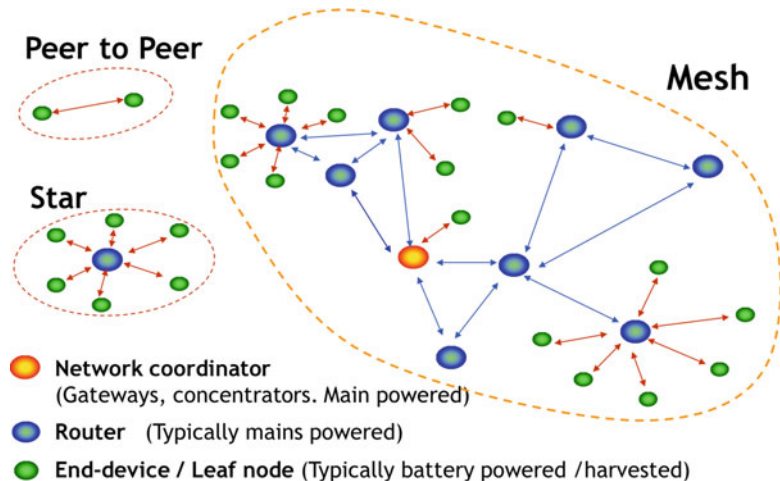 Peer to Peer
Mesh
Star
Network coordinator
(Gateways, concentrators. Main powered)
Router (Typically mains powered)
End-device / Leaf node (Typically battery powered /harvested)